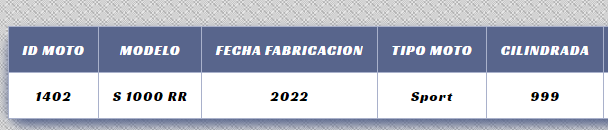 ID MOTO MODELO FECHA FABRICACION TIPO MOTO CILINDRADA
1402 S 1000 RR 2022 Sport 999